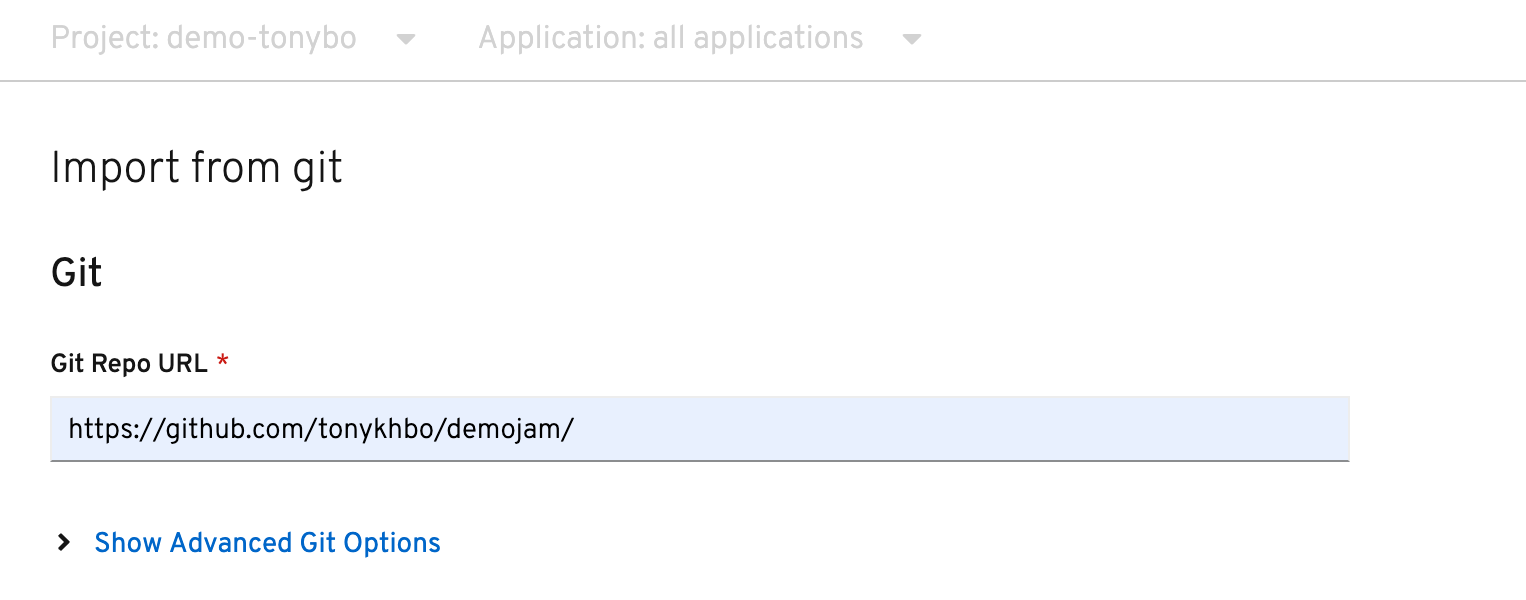 Project: demo-tonybo Application: all applications
Import from git
Git
Git Repo URL *
https://github.com/tonykhbo/demojam/
Show Advanced Git Options